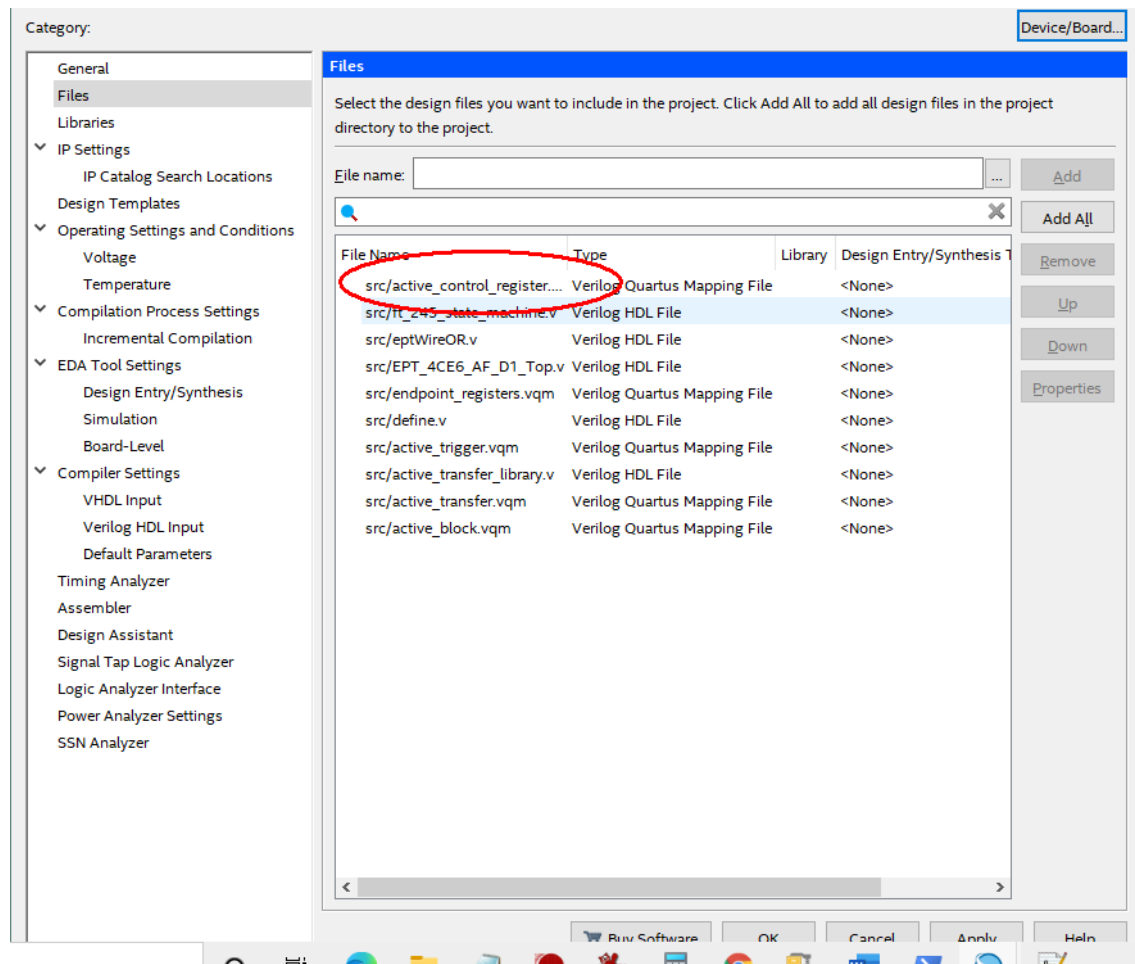 Category:
Device/Board...
General
Files
Libraries
IP Settings
IP Catalog Search Locations
Design Templates
Operating Settings and Conditions
Voltage
Temperature
Compilation Process Settings
Incremental Compilation
EDA Tool Settings
Design Entry/Synthesis
Simulation
Board-Level
Compiler Settings
VHDL Input
Verilog HDL Input
Default Parameters
Timing Analyzer
Assembler
Design Assistant
Signal Tap Logic Analyzer
Logic Analyzer Interface
Power Analyzer Settings
SSN Analyzer
Files
Select the design files you want to include in the project. Click Add All to add all design files in the project
directory to the project.
File name: ... Add
Add All
File Name Type Library Design Entry/Synthesis T
Remove
src/active_control_register.... Verilog Quartus Mapping File <None>
Up
src/ft_245_state_machine.v Verilog HDL File <None>
src/eptWireOR.v Verilog HDL File <None>
Down
src/EPT_4CE6_AF_D1_Top.v Verilog HDL File <None>
src/endpoint_registers.vqm Verilog Quartus Mapping File <None>
Properties
src/define.v Verilog HDL File <None>
src/active_trigger.vqm Verilog Quartus Mapping File <None>
src/active_transfer_library.v Verilog HDL File <None>
src/active_transfer.vqm Verilog Quartus Mapping File <None>
src/active_block.vqm Verilog Quartus Mapping File <None>
Buy Software OK Cancel Apply Help